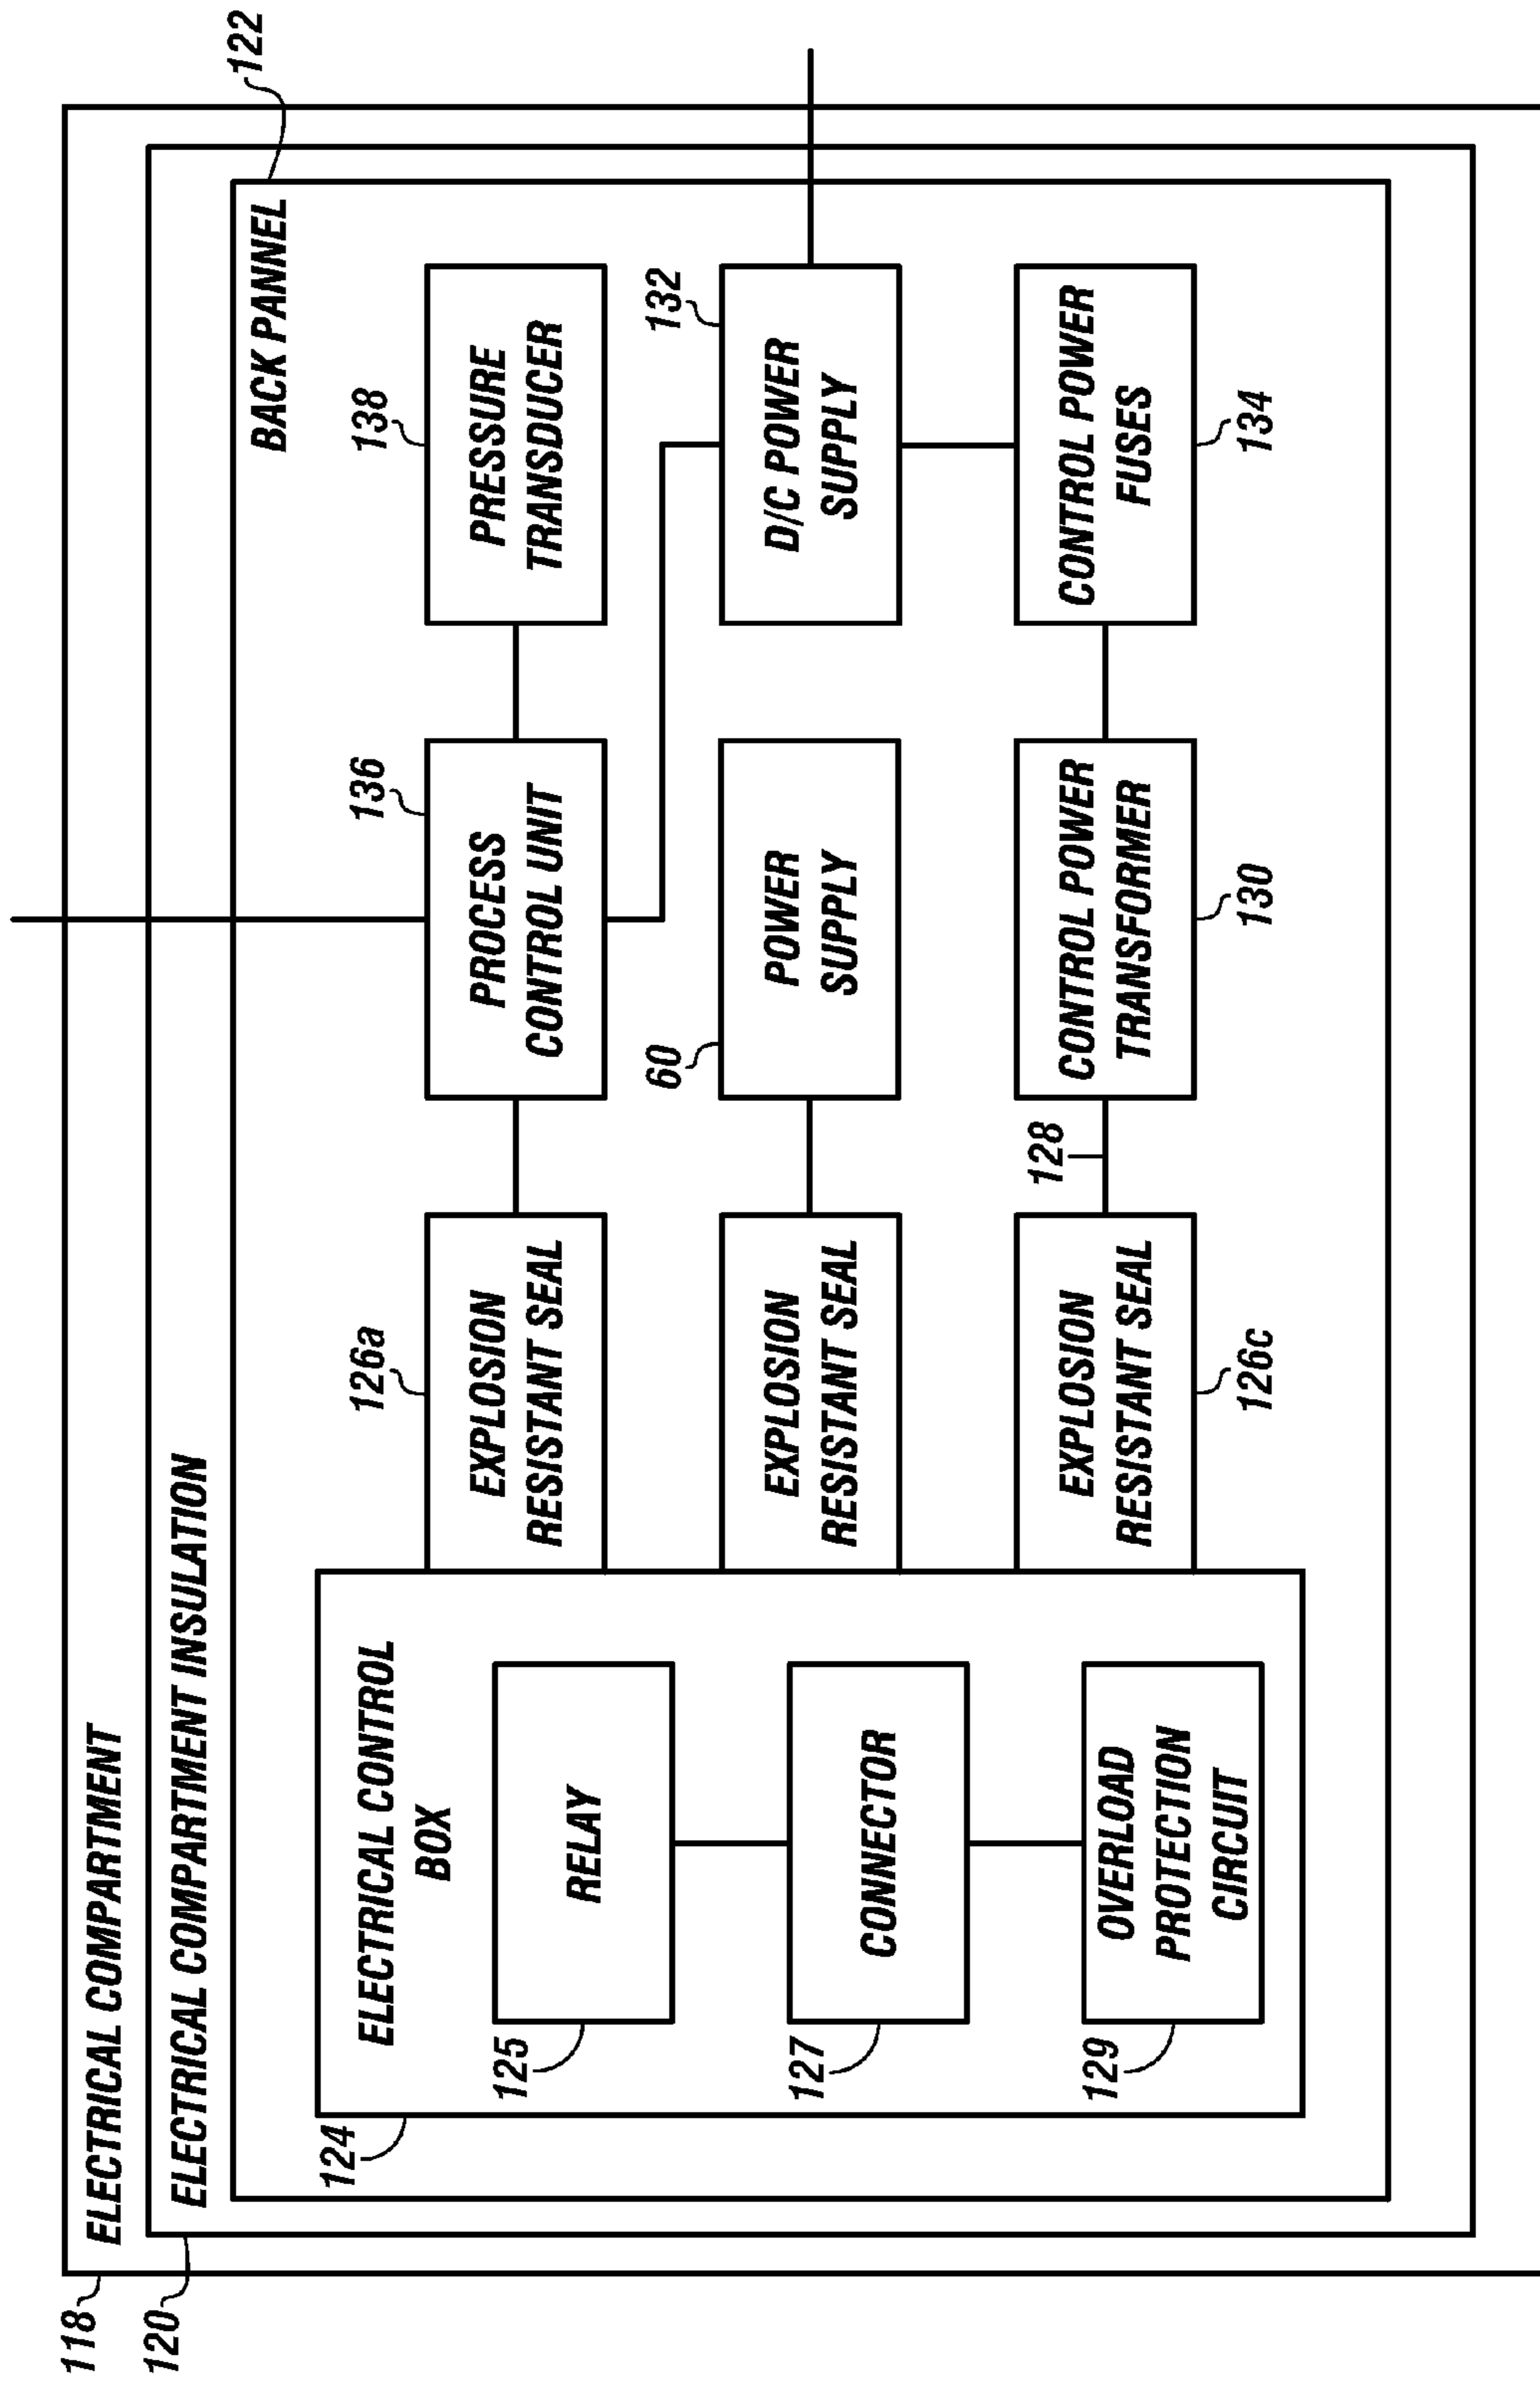 118
ELECTRICAL COMPARTMENT
120
ELECTRICAL COMPARTMENT INSULATION
122
BACK PANNEL
124
ELECTRICAL CONTROL
BOX
125
RELAY
127
CONNECTOR
129
OVERLOAD
PROTECTION
CIRCUIT
126a
EXPLOSION
RESISTANT SEAL
136
PROCESS
CONTROL UNIT
138
PRESSURE
TRANSDUCER
EXPLOSION
RESISTANT SEAL
60
POWER
SUPPLY
132
D/C POWER
SUPPLY
EXPLOSION
RESISTANT SEAL
126c
128
CONTROL POWER
TRANSFORMER
130
CONTROL POWER
FUSES
134